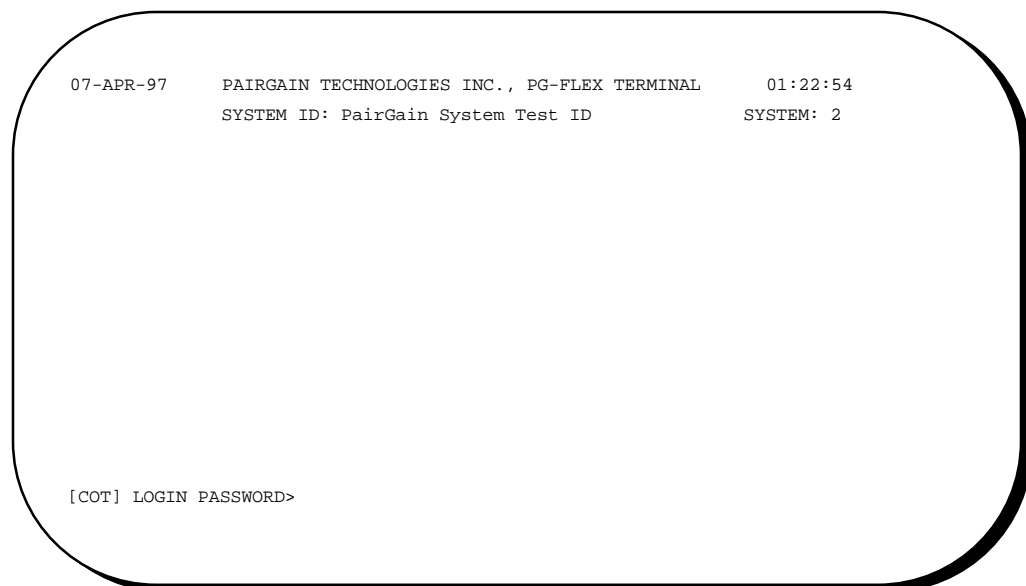 07-APR-97 PAIRGAIN TECHNOLOGIES INC., PG-FLEX TERMINAL 01:22:54
SYSTEM ID: PairGain System Test ID SYSTEM: 2
[COT] LOGIN PASSWORD>